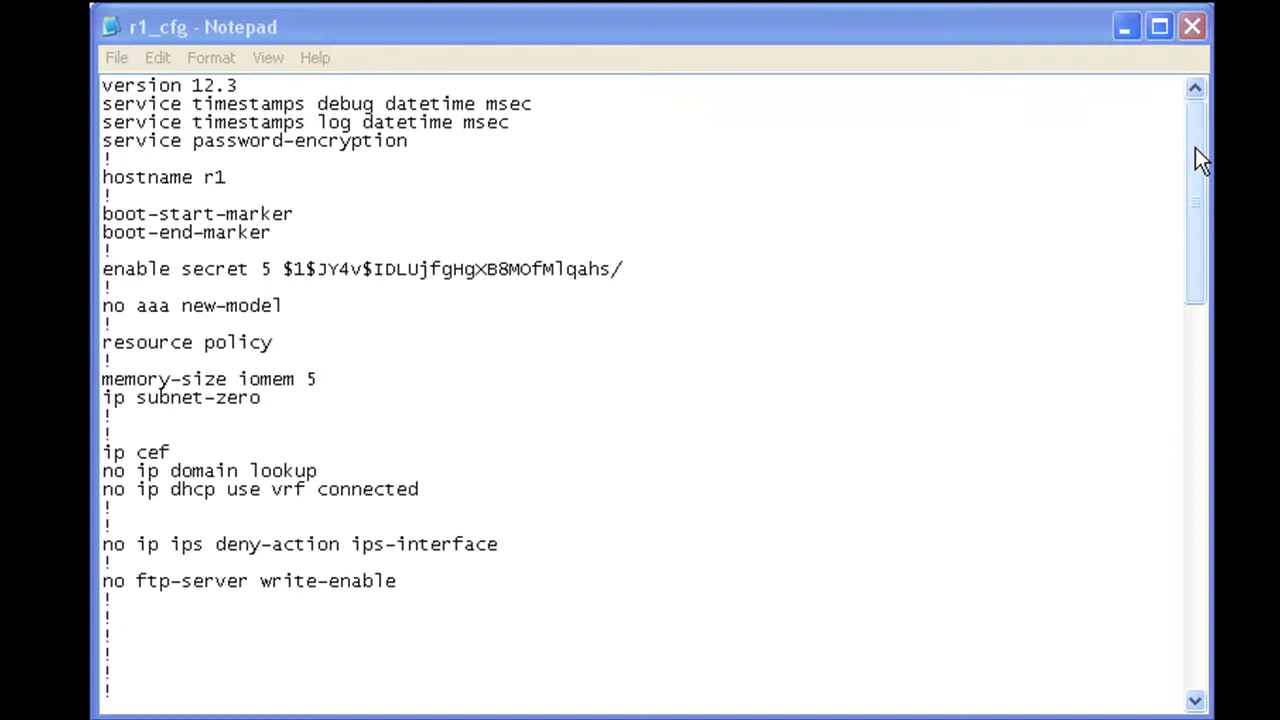 r1_cfg - Notepad
File Edit Format View Help
version 12.3
service timestamps debug datetime msec
service timestamps log datetime msec
service password-encryption
!
hostname r1
!
boot-start-marker
boot-end-marker
!
enable secret 5 $1$JY4v$IDLUjfgHgXB8MOfMlqahs/
!
no aaa new-model
!
resource policy
!
memory-size iomem 5
ip subnet-zero
!
!
ip cef
no ip domain lookup
no ip dhcp use vrf connected
!
!
no ip ips deny-action ips-interface
!
no ftp-server write-enable
!
!
!
!
!
!